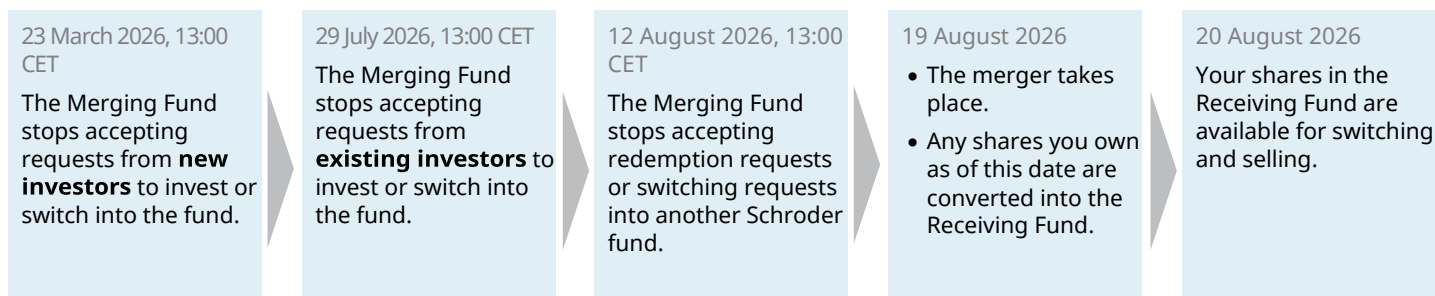 23 March 2026, 13:00
CET
The Merging Fund
stops accepting
requests from new
investors to invest or
switch into the fund.
29 July 2026, 13:00 CET
The Merging Fund
stops accepting
requests from
existing investors to
invest or switch into
the fund.
12 August 2026, 13:00
CET
The Merging Fund
stops accepting
redemption requests
or switching requests
into another Schroder
fund.
19 August 2026
• The merger takes
place.
• Any shares you own
as of this date are
converted into the
Receiving Fund.
20 August 2026
Your shares in the
Receiving Fund are
available for switching
and selling.